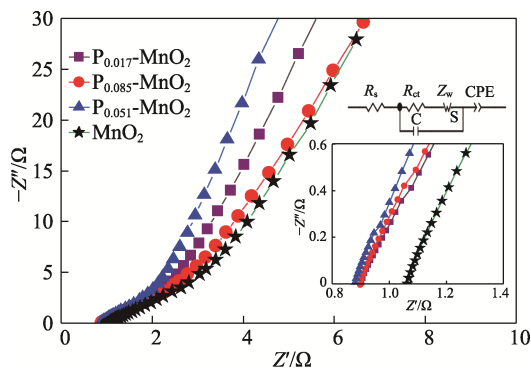 30
25
20
15
10
5
0
−Z″/Ω
P0.017−MnO2
P0.085−MnO2
P0.051−MnO2
MnO2
Rs Rct Zw CPE
C S
0.6
0.4
0.2
0
−Z″/Ω
0.8 1.0 1.2 1.4
Z′/Ω
0 2 4 6 8 10
Z′/Ω